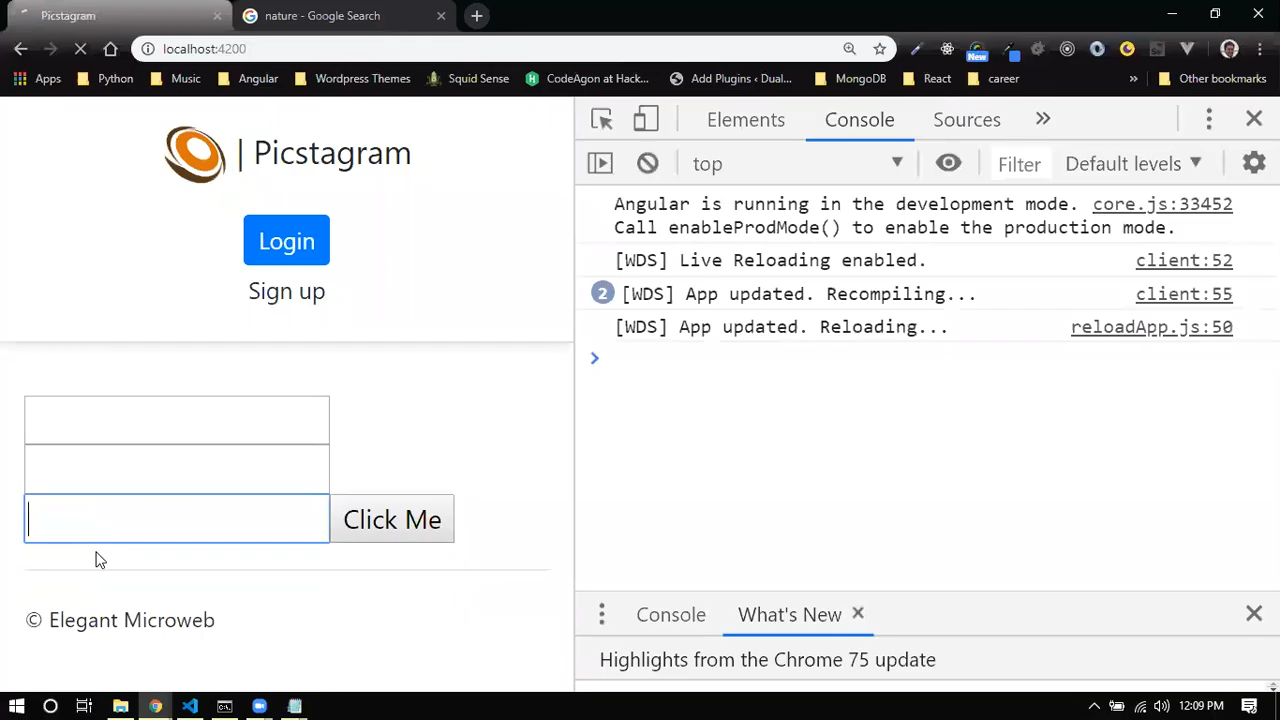 Picstagram
nature - Google Search
localhost:4200
Apps Python Music Angular Wordpress Themes Squid Sense CodeAgon at Hack... Add Plugins ‹ Dual... MongoDB React career » Other bookmarks
New
| Picstagram
Login
Sign up
Click Me
© Elegant Microweb
Elements Console Sources
top Filter Default levels
Angular is running in the development mode. core.js:33452
Call enableProdMode() to enable the production mode.
[WDS] Live Reloading enabled. client:52
2 [WDS] App updated. Recompiling... client:55
[WDS] App updated. Reloading... reloadApp.js:50
Console What's New
Highlights from the Chrome 75 update
12:09 PM